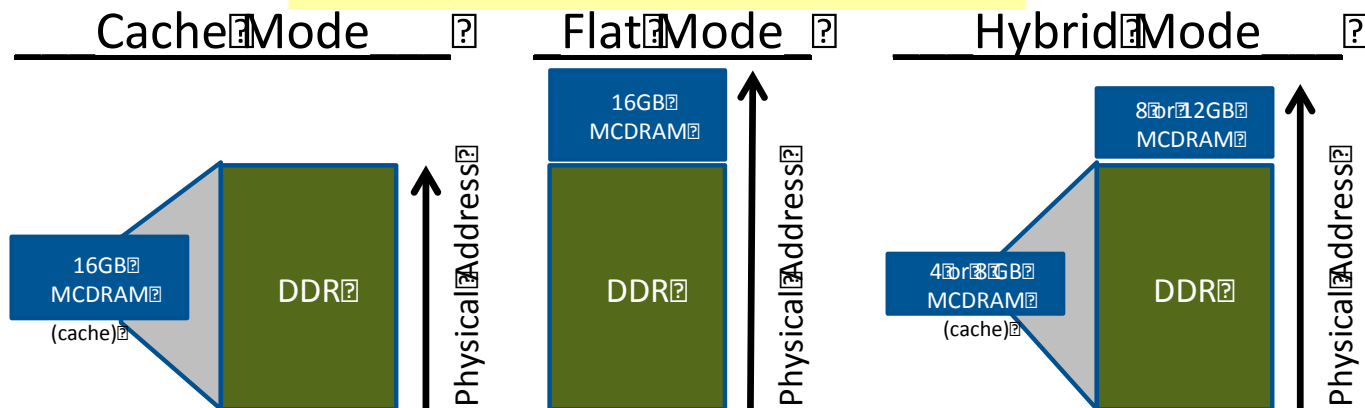 Cache Mode
Flat Mode
Hybrid Mode
16GB
MCDRAM
(cache)
DDR
Physical Address
16GB
MCDRAM
DDR
Physical Address
8 or 12GB
MCDRAM
4 or 8 GB
MCDRAM
(cache)
DDR
Physical Address